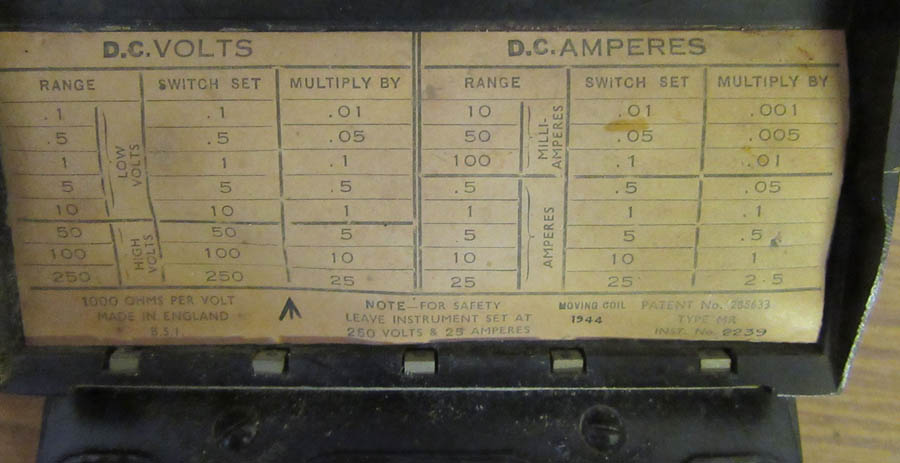 D.C. VOLTS
RANGE SWITCH SET MULTIPLY BY
.1 .1 .01
.5 .5 .05
1 1 .1
5 5 .5
10 10 1
LOW VOLTS
50 50 5
100 100 10
250 250 25
HIGH VOLTS
D.C. AMPERES
RANGE SWITCH SET MULTIPLY BY
10 .01 .001
50 .05 .005
100 .1 .01
MILLI-
AMPERES
.5 .5 .05
1 1 .1
5 5 .5
10 10 1
25 25 2.5
AMPERES
1000 OHMS PER VOLT
MADE IN ENGLAND
B.S.I.
NOTE—FOR SAFETY
LEAVE INSTRUMENT SET AT
250 VOLTS & 25 AMPERES
MOVING COIL
1944
PATENT No.
TYPE MR
INST. No. 2239